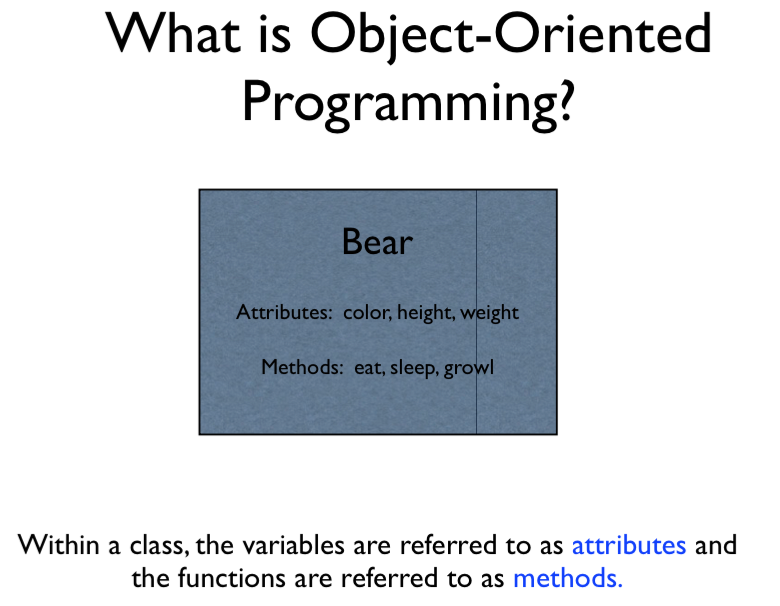 What is Object-Oriented
Programming?
Bear
Attributes: color, height, weight
Methods: eat, sleep, growl
Within a class, the variables are referred to as attributes and
the functions are referred to as methods.